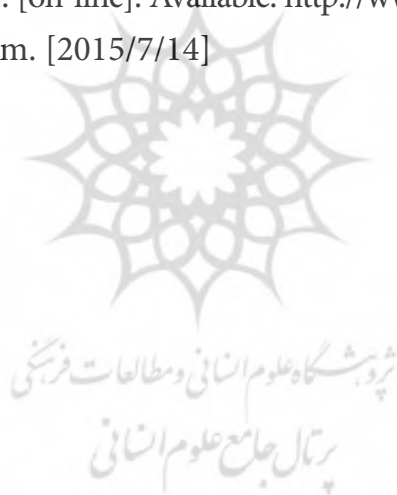 . [on-line]. Available: http://ww
m. [2015/7/14]
پژوهشگاه علوم انسانی و مطالعات فرهنگی
پرتال جامع علوم انسانی